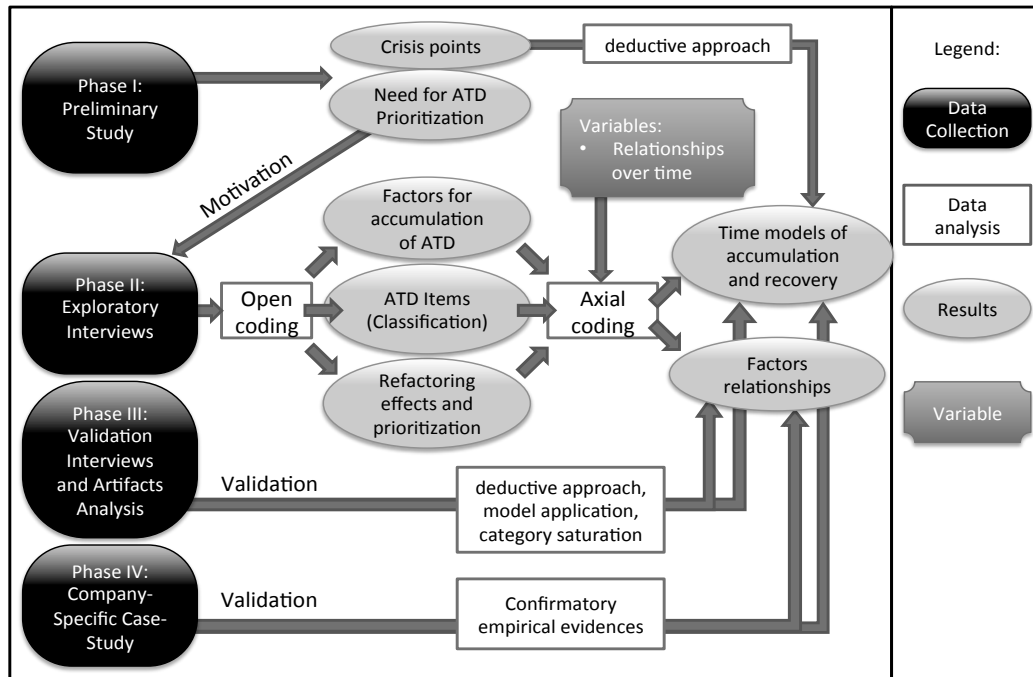 Phase I:
Preliminary
Study
Crisis points
Need for ATD
Prioritization
deductive approach
Variables:
• Relationships
over time
Motivation
Phase II:
Exploratory
Interviews
Open
coding
Factors for
accumulation
of ATD
ATD Items
(Classification)
Refactoring
effects and
prioritization
Axial
coding
Time models of
accumulation
and recovery
Factors
relationships
Phase III:
Validation
Interviews
and Artifacts
Analysis
Validation
deductive approach,
model application,
category saturation
Phase IV:
Company-
Specific Case-
Study
Validation
Confirmatory
empirical evidences
Legend:
Data
Collection
Data
analysis
Results
Variable